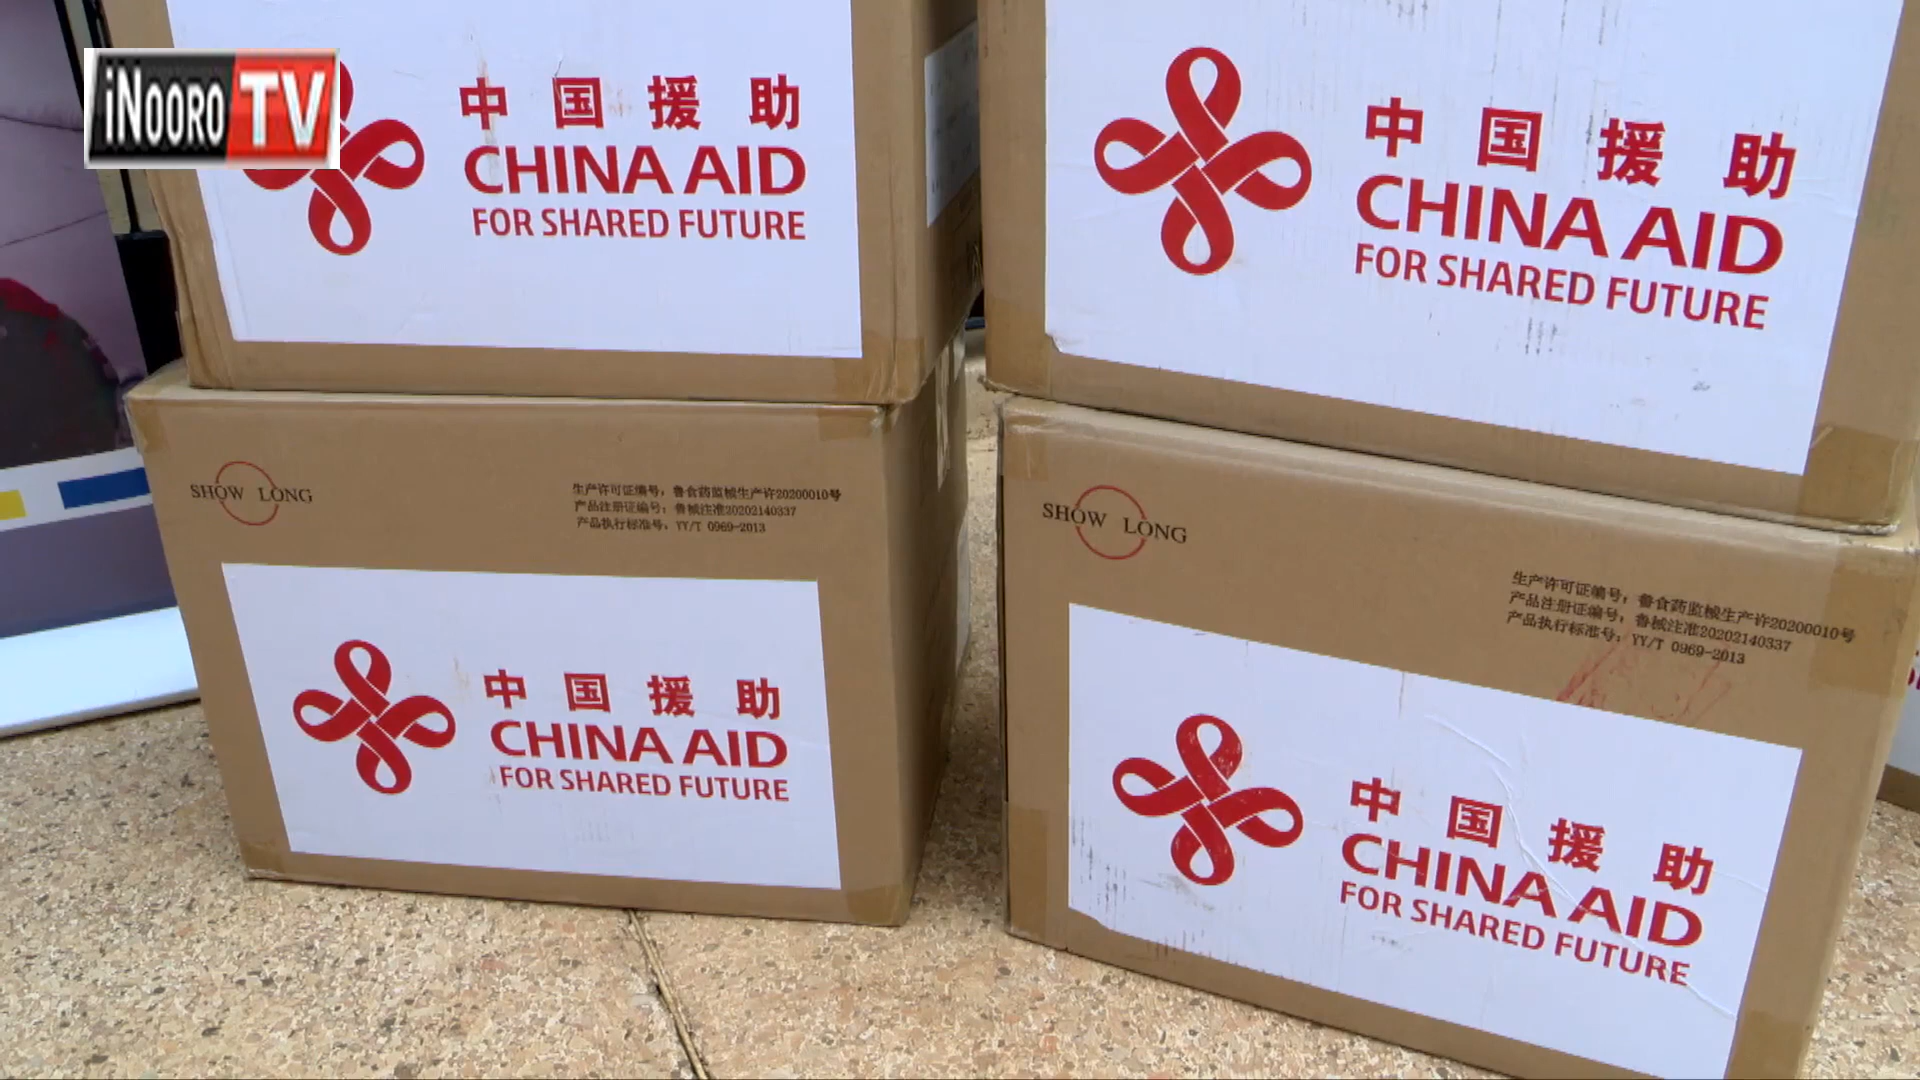 iNOORO TV
中国援助
CHINA AID
FOR SHARED FUTURE
中国援助
CHINA AID
FOR SHARED FUTURE
SHOW LONG
生产许可证编号：鲁食药监械生产许20200010号
产品注册证编号：鲁械注准20202140337
产品执行标准号：YY/T 0969-2013
中国援助
CHINA AID
FOR SHARED FUTURE
SHOW LONG
生产许可证编号：鲁食药监械生产许20200010号
产品注册证编号：鲁械注准20202140337
产品执行标准号：YY/T 0969-2013
中国援助
CHINA AID
FOR SHARED FUTURE